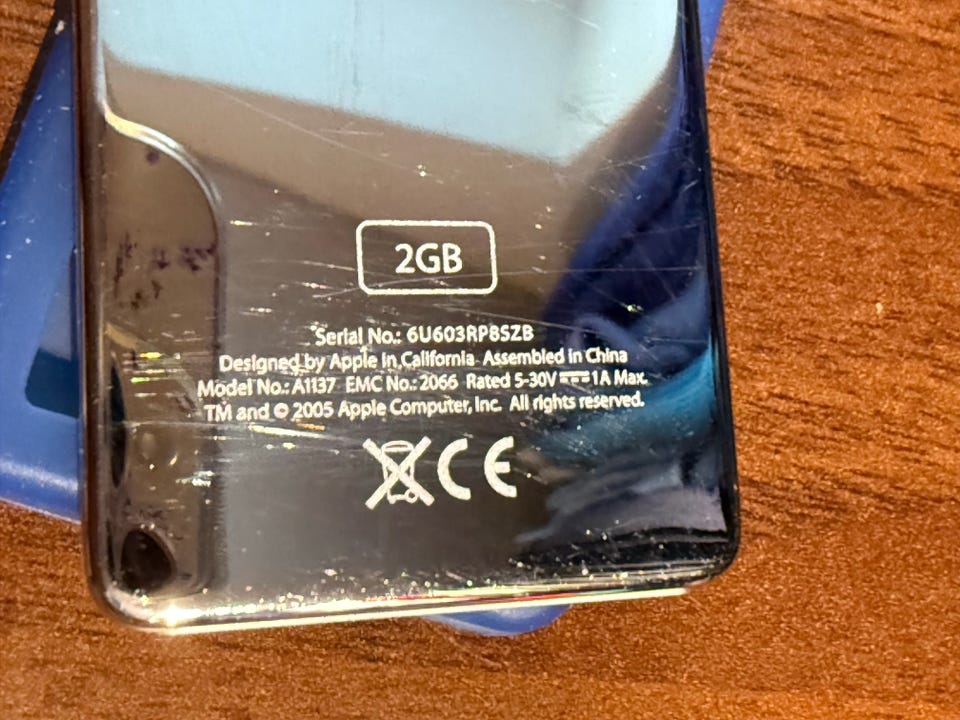 2GB
Serial No.: 6U603RP8SZB
Designed by Apple in California Assembled in China
Model No.: A1137 EMC No.: 2066 Rated 5-30V⎓1A Max.
TM and © 2005 Apple Computer, Inc. All rights reserved.
CE